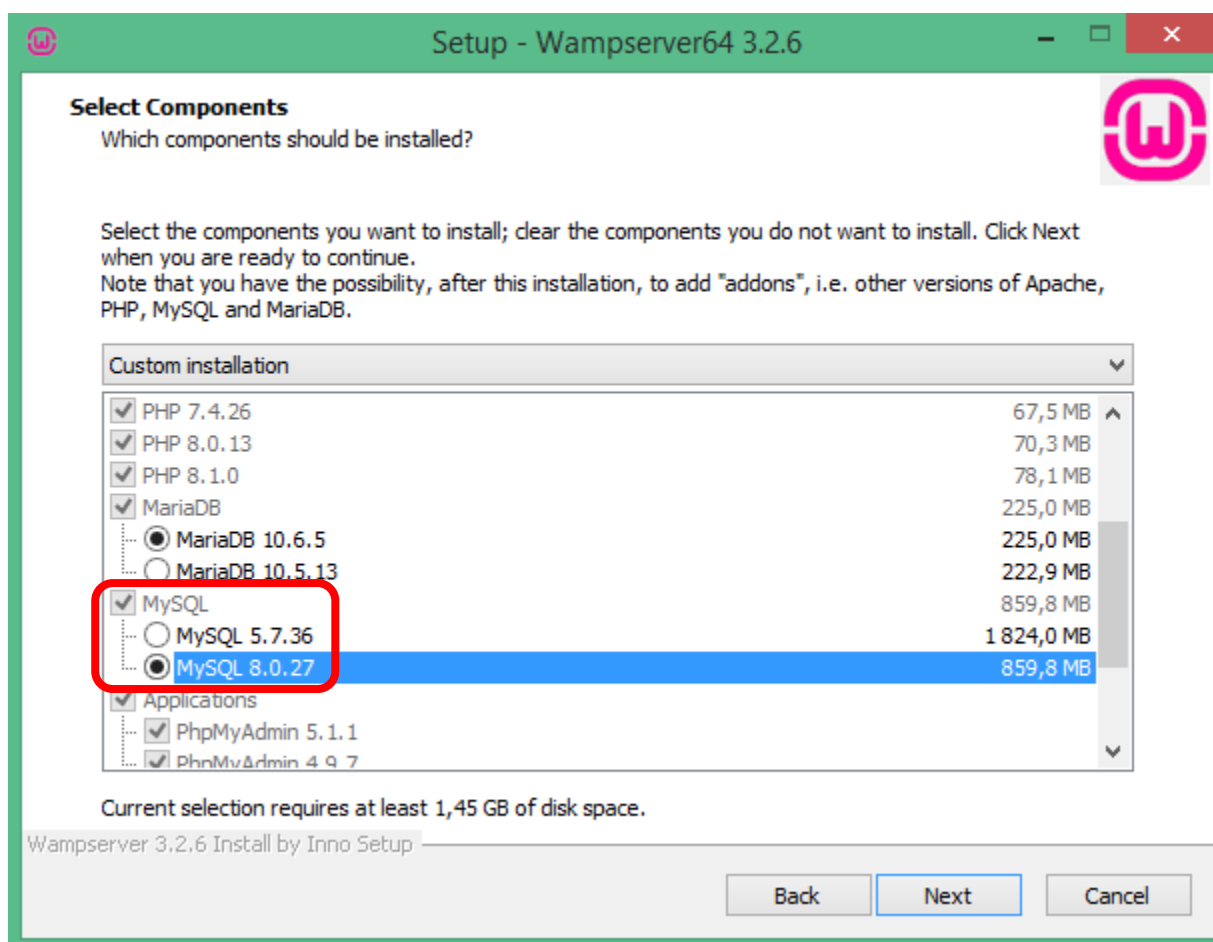 Setup - Wampserver64 3.2.6
Select Components
Which components should be installed?
Select the components you want to install; clear the components you do not want to install. Click Next
when you are ready to continue.
Note that you have the possibility, after this installation, to add "addons", i.e. other versions of Apache,
PHP, MySQL and MariaDB.
Custom installation
PHP 7.4.26 67,5 MB
PHP 8.0.13 70,3 MB
PHP 8.1.0 78,1 MB
MariaDB 225,0 MB
MariaDB 10.6.5 225,0 MB
MariaDB 10.5.13 222,9 MB
MySQL 859,8 MB
MySQL 5.7.36 1 824,0 MB
MySQL 8.0.27 859,8 MB
Applications
PhpMyAdmin 5.1.1
PhpMyAdmin 4.9.7
Current selection requires at least 1,45 GB of disk space.
Wampserver 3.2.6 Install by Inno Setup
Back Next Cancel